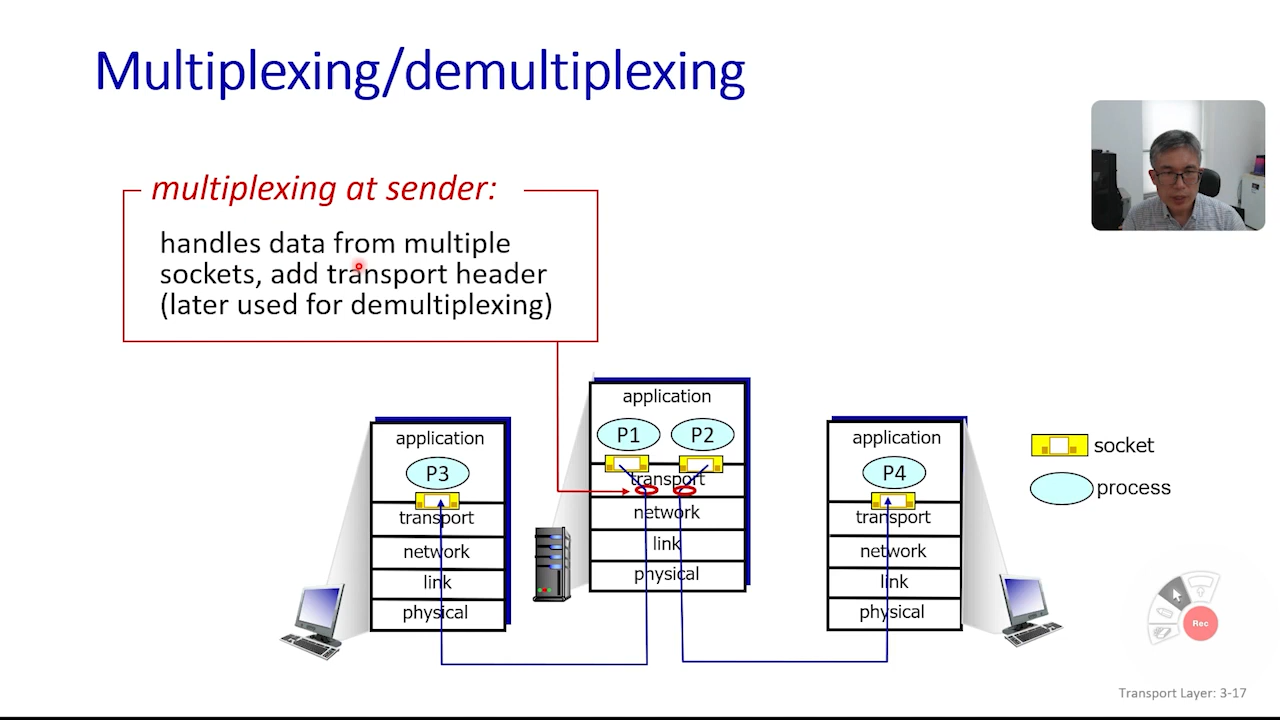 Multiplexing/demultiplexing
multiplexing at sender:
handles data from multiple
sockets, add transport header
(later used for demultiplexing)
application
P3
transport
network
link
physical
application
P1 P2
transport
network
link
physical
application
P4
transport
network
link
physical
socket
process
Rec
Transport Layer: 3-17